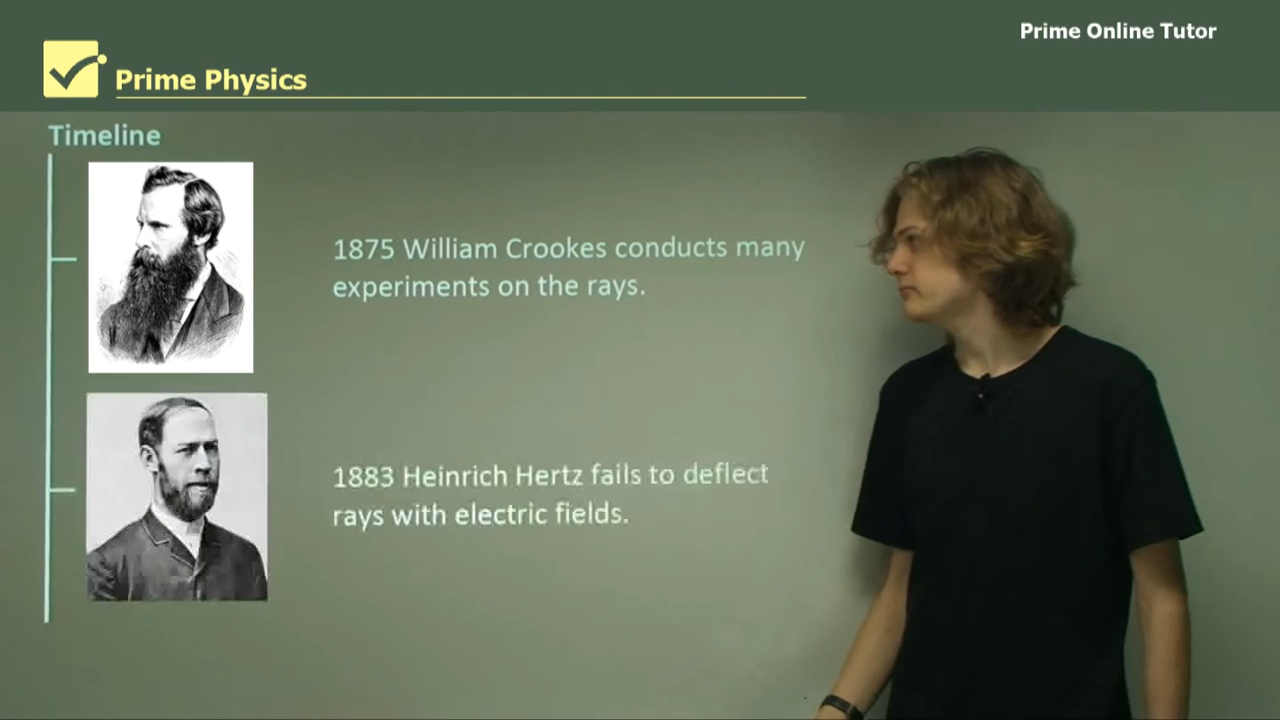 Prime Online Tutor
Prime Physics
Timeline
1875 William Crookes conducts many
experiments on the rays.
1883 Heinrich Hertz fails to deflect
rays with electric fields.